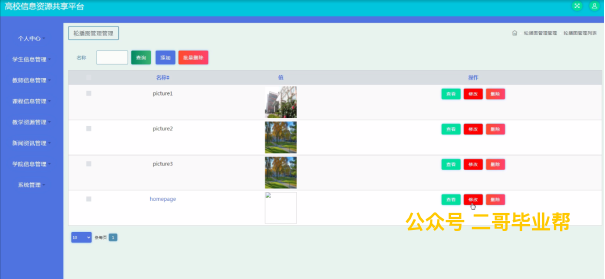 高校信息资源共享平台
个人中心
学生信息管理
教师信息管理
课程信息管理
教学资源管理
新闻资讯管理
学院信息管理
系统管理
轮播图管理管理
轮播图管理管理 轮播图管理列表
名称 查询 添加 批量删除
名称 值 操作
picture1 查看 修改 删除
picture2 查看 修改 删除
picture3 查看 修改 删除
homepage 查看 修改 删除
10 条每页 1
公众号 二哥毕业帮